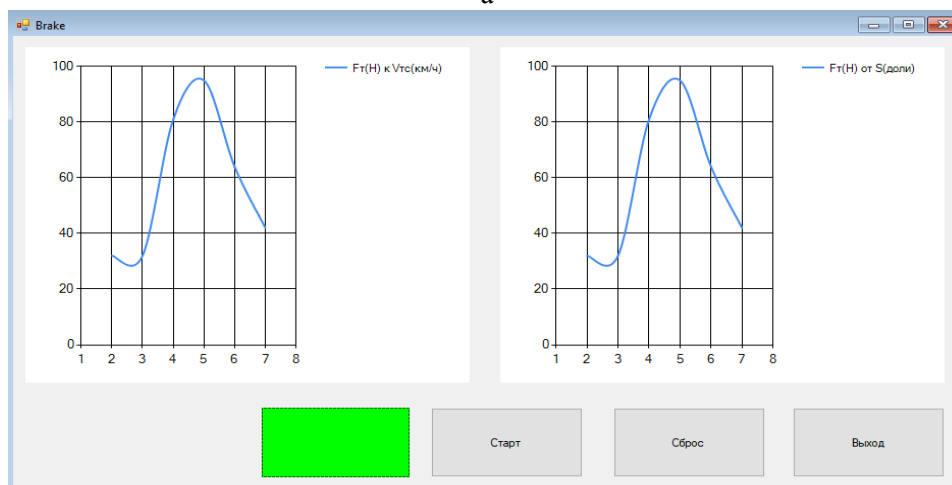 а
Brake
100
80
60
40
20
0
1 2 3 4 5 6 7 8
Fт(Н) к Vтс(км/ч)
100
80
60
40
20
0
1 2 3 4 5 6 7 8
Fт(Н) от S(доли)
Старт
Сброс
Выход